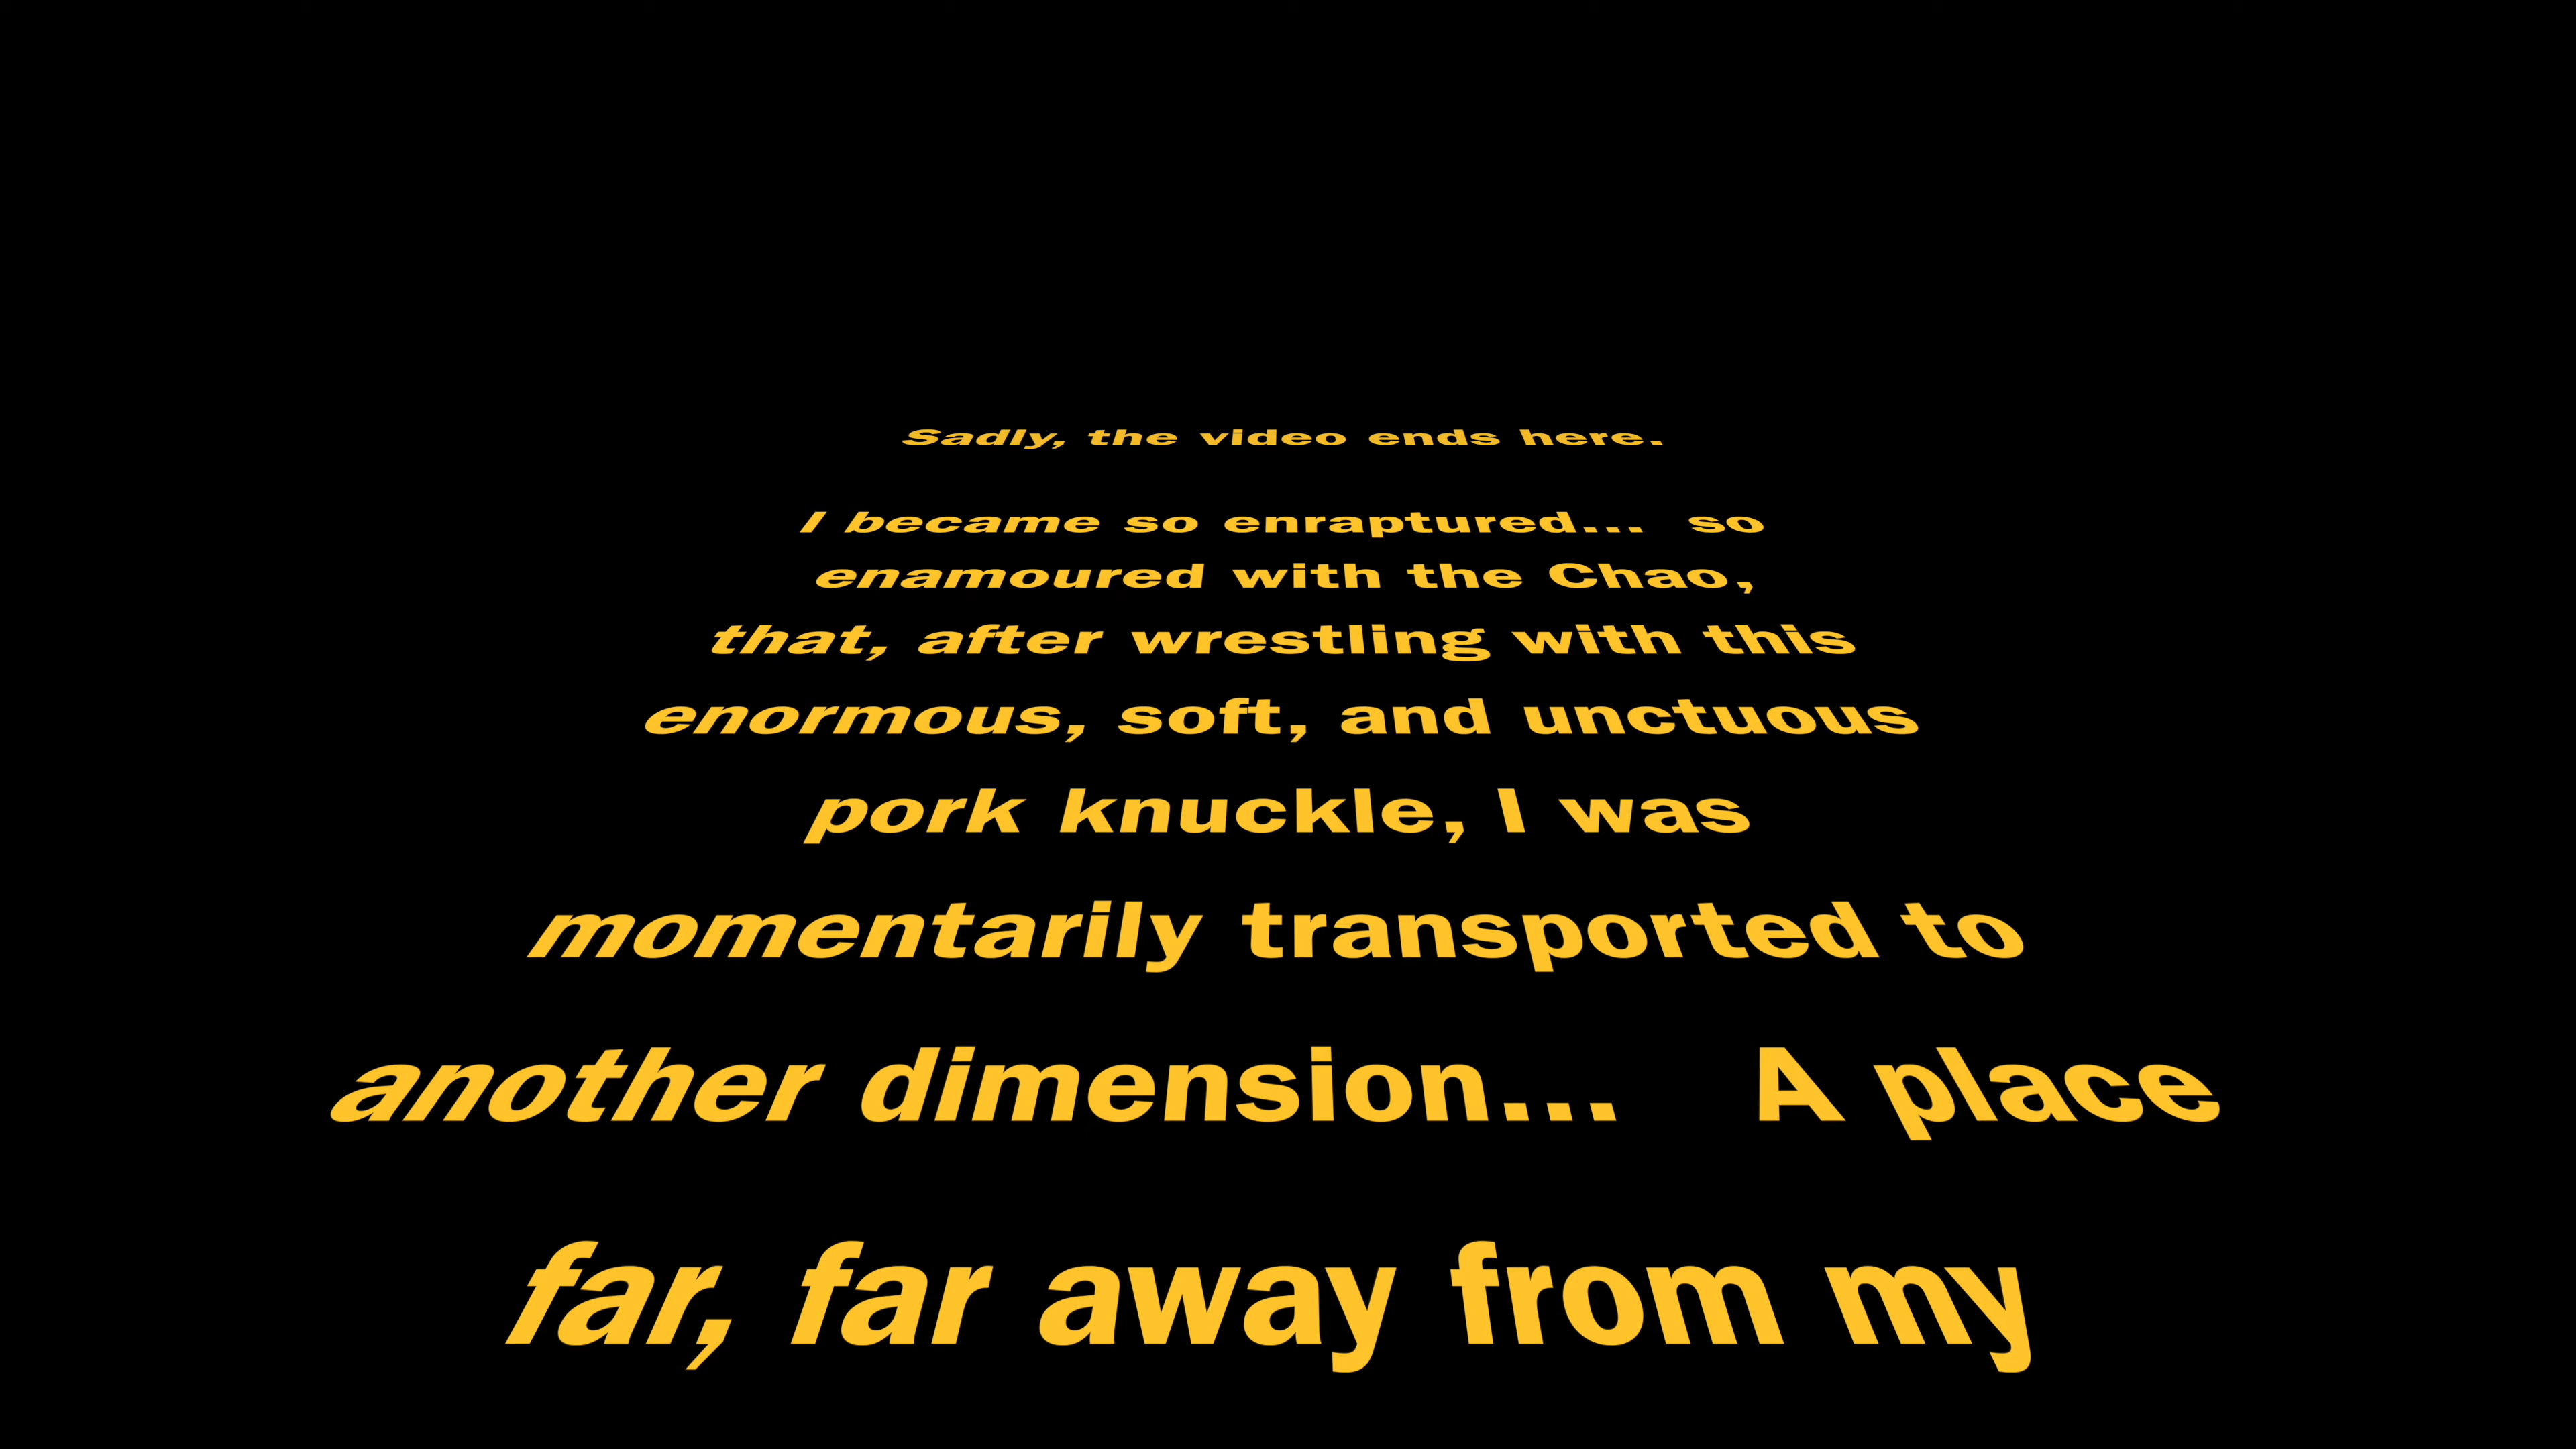 Sadly, the video ends here.
I became so enraptured... so
enamoured with the Chao,
that, after wrestling with this
enormous, soft, and unctuous
pork knuckle, I was
momentarily transported to
another dimension... A place
far, far away from my